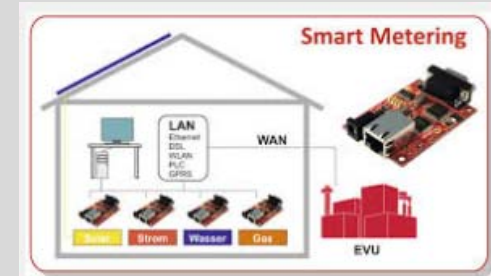 Smart Metering
LAN
Ethernet
DSL
WLAN
PLC
GPRS
WAN
Solar
Strom
Wasser
Gas
EVU